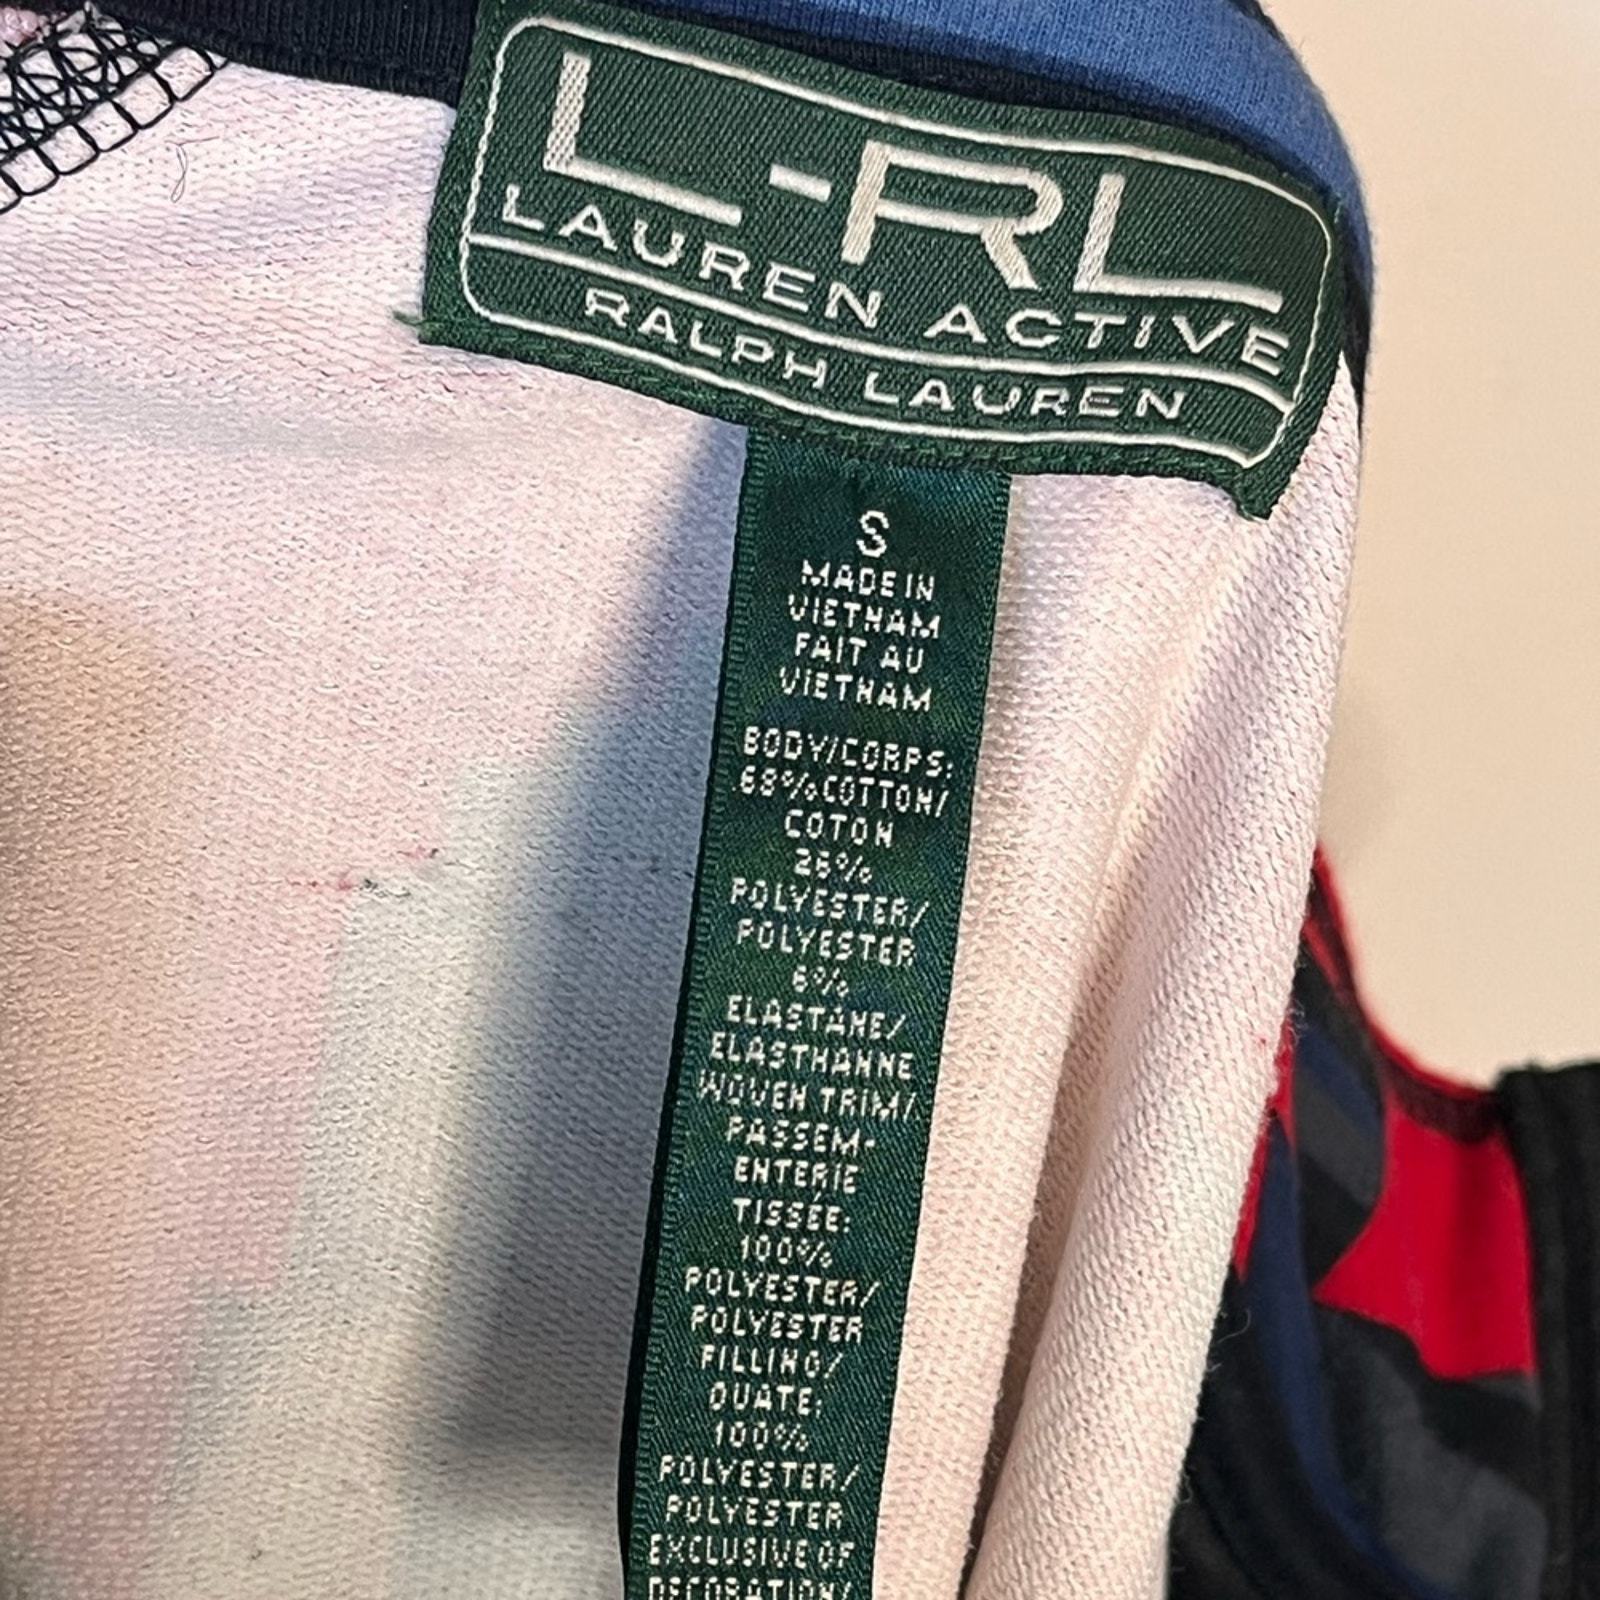 L-RL
LAUREN ACTIVE
RALPH LAUREN
S
MADE IN
VIETNAM
FAIT AU
VIETNAM
BODY/CORPS:
68%COTTON/
COTON
26%
POLYESTER/
POLYESTER
6%
ELASTANE/
ELASTHANNE
WOVEN TRIM/
PASSEM-
ENTERIE
TISSÉE:
100%
POLYESTER/
POLYESTER
FILLING/
OUATE:
100%
POLYESTER/
POLYESTER
EXCLUSIVE OF
DECORATION/